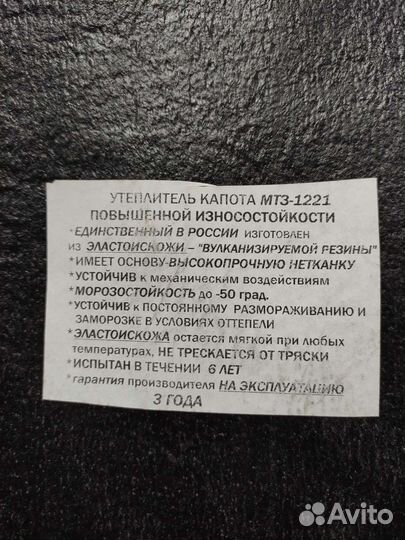 УТЕПЛИТЕЛЬ КАПОТА МТЗ-1221
ПОВЫШЕННОЙ ИЗНОСОСТОЙКОСТИ
*ЕДИНСТВЕННЫЙ В РОССИИ ИЗГОТОВЛЕН
ИЗ ЭЛАСТОИСКОЖИ – "ВУЛКАНИЗИРУЕМОЙ РЕЗИНЫ"
*ИМЕЕТ ОСНОВУ-ВЫСОКОПРОЧНУЮ НЕТКАНКУ
*УСТОЙЧИВ к механическим воздействиям
*МОРОЗОСТОЙКОСТЬ до -50 град.
*УСТОЙЧИВ к ПОСТОЯННОМУ РАЗМОРАЖИВАНИЮ И
ЗАМОРОЗКЕ В УСЛОВИЯХ ОТТЕПЕЛИ
*ЭЛАСТОИСКОЖА остается мягкой при любых
температурах, НЕ ТРЕСКАЕТСЯ ОТ ТРЯСКИ
*ИСПЫТАН В ТЕЧЕНИИ 6 ЛЕТ
*гарантия производителя НА ЭКСПЛУАТАЦИЮ
3 ГОДА
Avito